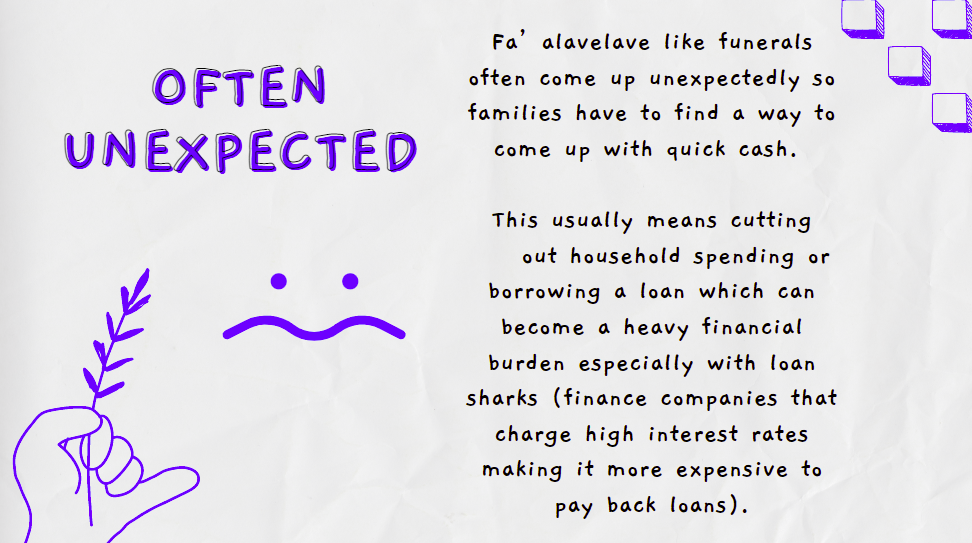 OFTEN
UNEXPECTED
Fa' alavelave like funerals
often come up unexpectedly so
families have to find a way to
come up with quick cash.
This usually means cutting
out household spending or
borrowing a loan which can
become a heavy financial
burden especially with loan
sharks (finance companies that
charge high interest rates
making it more expensive to
pay back loans).